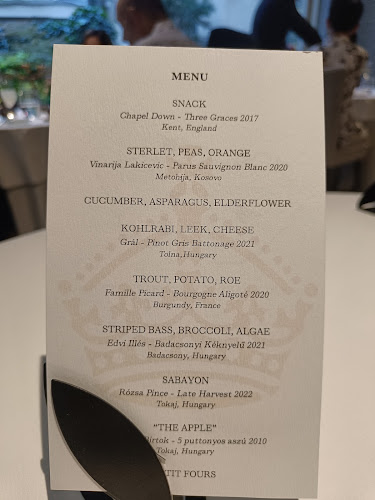 MENU
SNACK
Chapel Down - Three Graces 2017
Kent, England
STERLET, PEAS, ORANGE
Vinarija Lakicevic - Parus Sauvignon Blanc 2020
Metohija, Kosovo
CUCUMBER, ASPARAGUS, ELDERFLOWER
KOHLRABI, LEEK, CHEESE
Grál - Pinot Gris Battonage 2021
Tolna,Hungary
TROUT, POTATO, ROE
Famille Picard - Bourgogne Aligoté 2020
Burgundy, France
STRIPED BASS, BROCCOLI, ALGAE
Edvi Illés - Badacsonyi Kéknyelű 2021
Badacsony, Hungary
SABAYON
Rózsa Pince - Late Harvest 2022
Tokaj, Hungary
"THE APPLE"
- 5 puttonyos aszú 2010
Tokaj, Hungary
FOURS